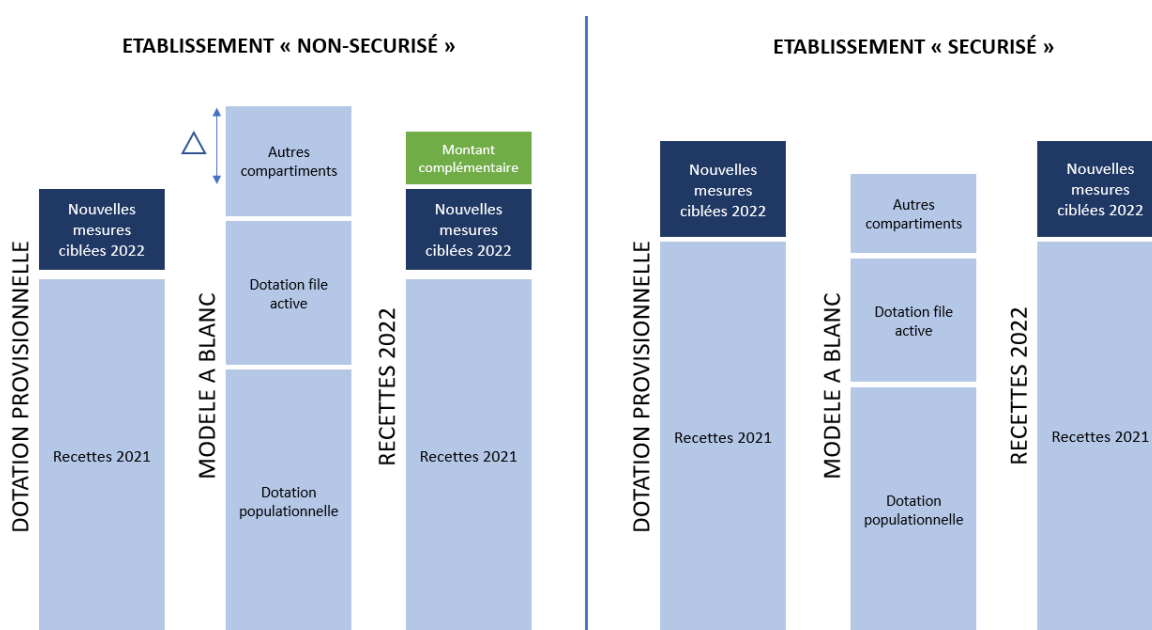 ETABLISSEMENT « NON-SECURISÉ »
DOTATION PROVISIONNELLE
Nouvelles
mesures
ciblées 2022
Recettes 2021
MODELE A BLANC
△
Autres
compartiments
Dotation file
active
Dotation
populationnelle
RECETTES 2022
Montant
complémentaire
Nouvelles
mesures
ciblées 2022
Recettes 2021
ETABLISSEMENT « SECURISÉ »
DOTATION PROVISIONNELLE
Nouvelles
mesures
ciblées 2022
Recettes 2021
MODELE A BLANC
Autres
compartiments
Dotation file
active
Dotation
populationnelle
RECETTES 2022
Nouvelles
mesures
ciblées 2022
Recettes 2021